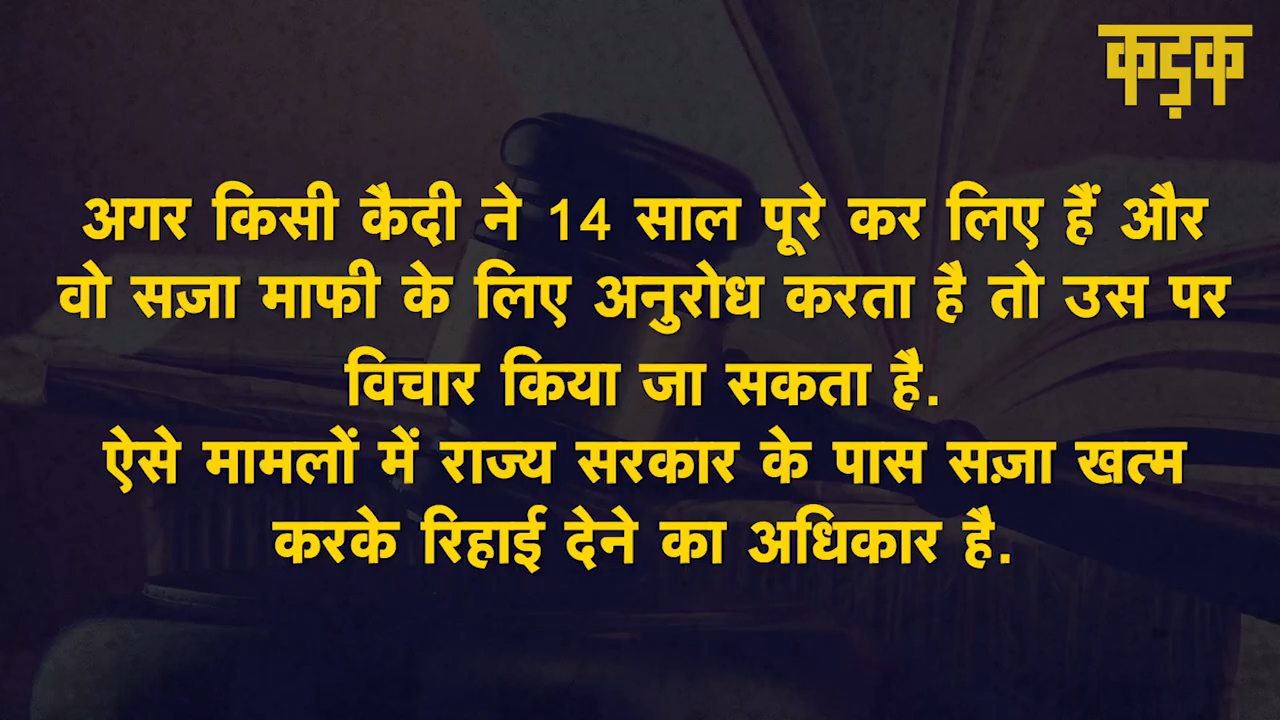 कड़क
अगर किसी कैदी ने 14 साल पूरे कर लिए हैं और
वो सज़ा माफी के लिए अनुरोध करता है तो उस पर
विचार किया जा सकता है.
ऐसे मामलों में राज्य सरकार के पास सज़ा खत्म
करके रिहाई देने का अधिकार है.